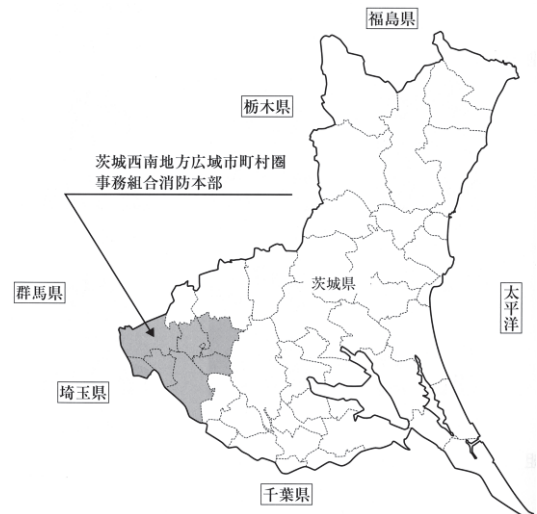 福島県
栃木県
茨城西南地方広域市町村圏
事務組合消防本部
群馬県
茨城県
太平洋
埼玉県
千葉県